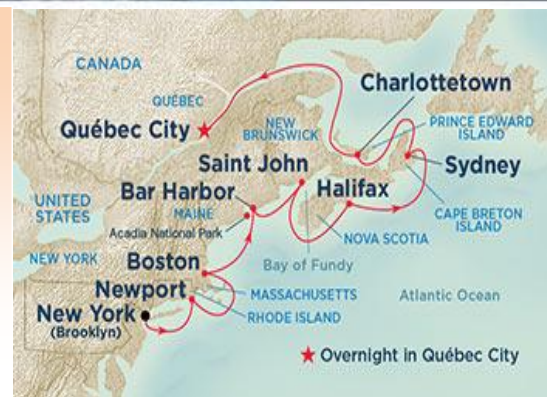 CANADA
Charlottetown
QUÉBEC
Québec City
NEW
BRUNSWICK
PRINCE EDWARD
ISLAND
Saint John
Sydney
Bar Harbor
Halifax
UNITED
STATES
MAINE
CAPE BRETON
ISLAND
Acadia National Park
NOVA SCOTIA
NEW YORK
Boston
Bay of Fundy
Newport
MASSACHUSETTS
Atlantic Ocean
New York
(Brooklyn)
RHODE ISLAND
Overnight in Québec City